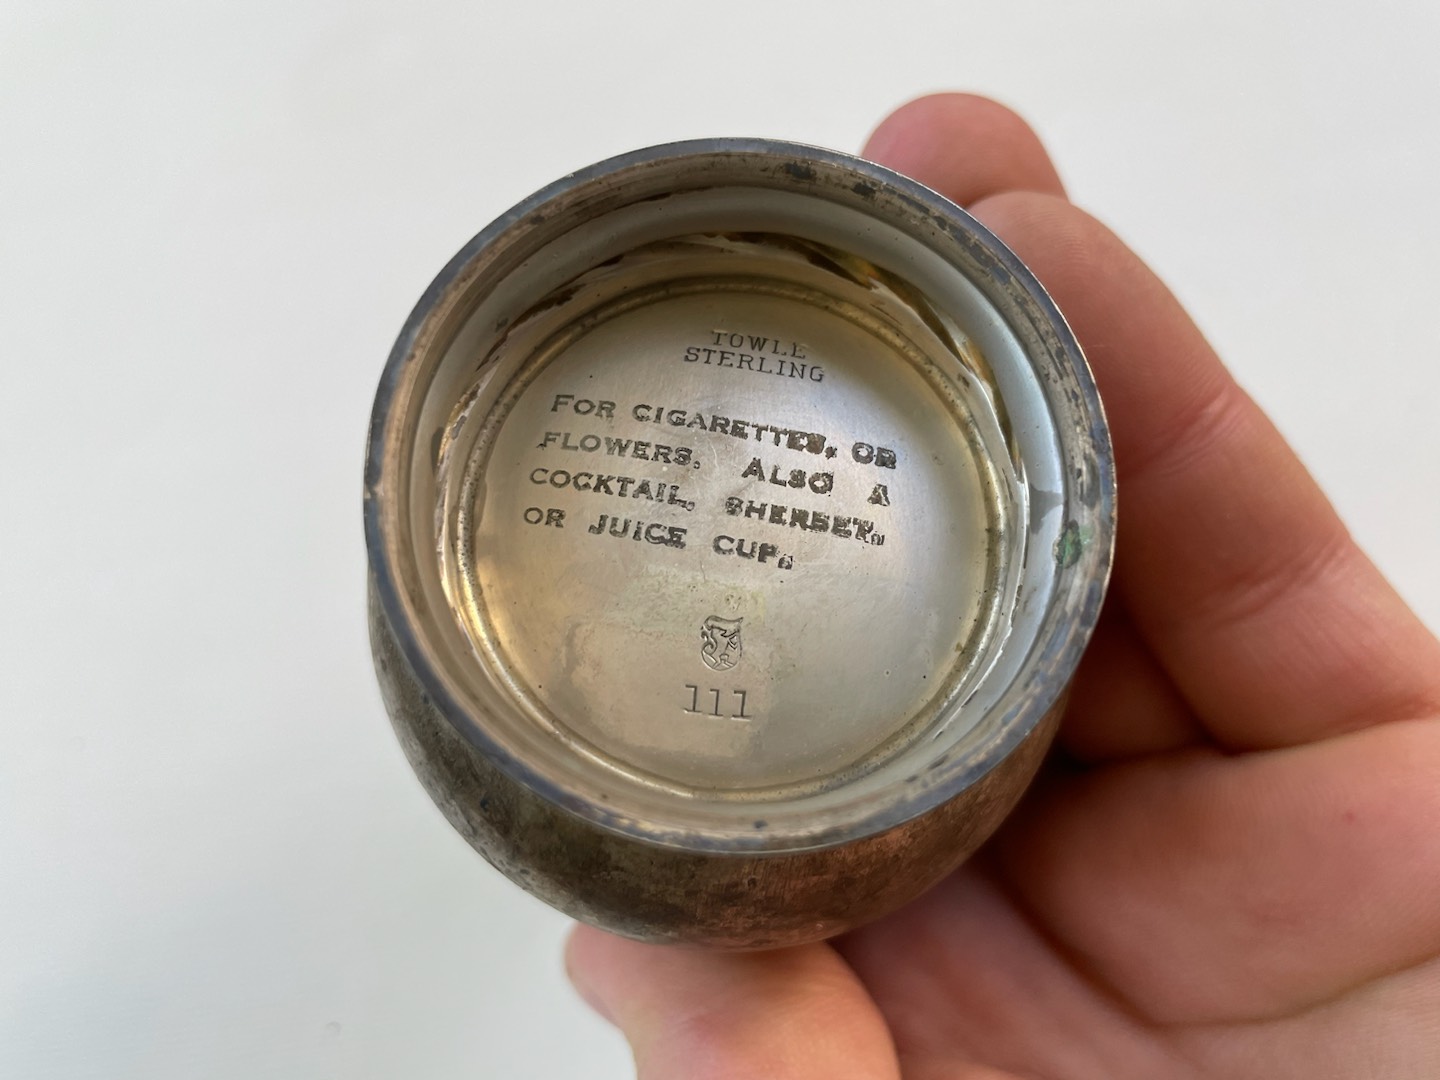 TOWLE
STERLING
FOR CIGARETTES, OR
FLOWERS. ALSO A
COCKTAIL, SHERBET,
OR JUICE CUP.
111